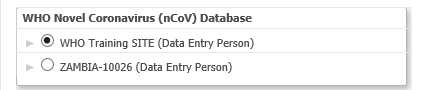 WHO Novel Coronavirus (nCoV) Database
WHO Training SITE (Data Entry Person)
ZAMBIA-10026 (Data Entry Person)